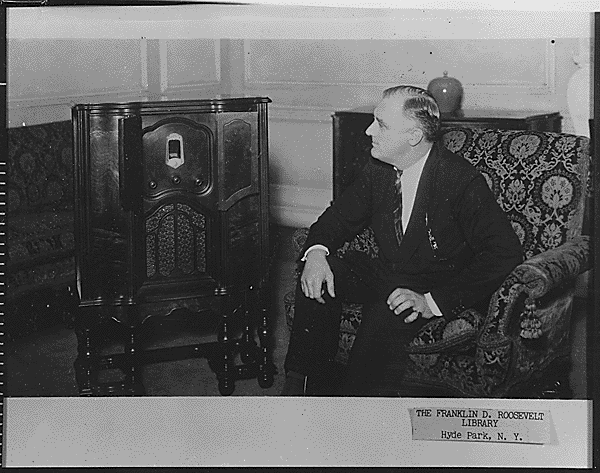 THE FRANKLIN D. ROOSEVELT
LIBRARY
Hyde Park, N. Y.